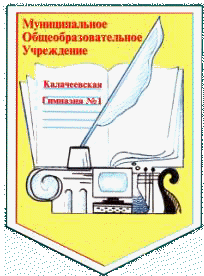 Муниципальное
Общеобразовательное
Учреждение
Калачеевская
Гимназия №1